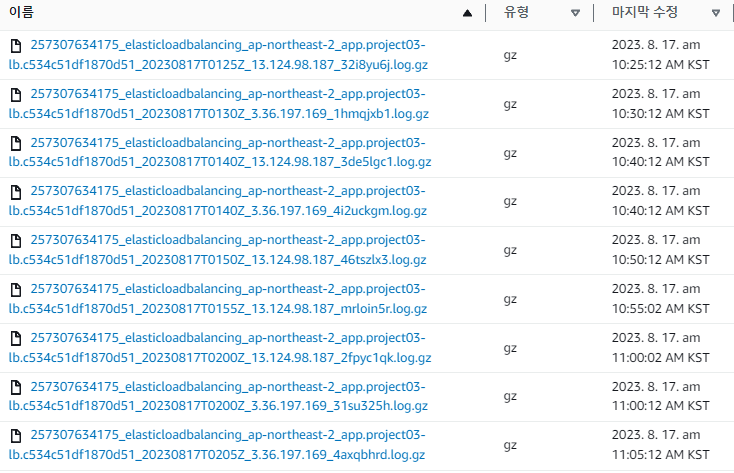 이름 유형 마지막 수정
257307634175_elasticloadbalancing_ap-northeast-2_app.project03- 2023. 8. 17. am
lb.c534c51df1870d51_20230817T0125Z_13.124.98.187_32i8yu6j.log.gz gz 10:25:12 AM KST
257307634175_elasticloadbalancing_ap-northeast-2_app.project03- 2023. 8. 17. am
lb.c534c51df1870d51_20230817T0130Z_3.36.197.169_1hmqjxb1.log.gz gz 10:30:12 AM KST
257307634175_elasticloadbalancing_ap-northeast-2_app.project03- 2023. 8. 17. am
lb.c534c51df1870d51_20230817T0140Z_13.124.98.187_3de5lgc1.log.gz gz 10:40:12 AM KST
257307634175_elasticloadbalancing_ap-northeast-2_app.project03- 2023. 8. 17. am
lb.c534c51df1870d51_20230817T0140Z_3.36.197.169_4i2uckgm.log.gz gz 10:40:12 AM KST
257307634175_elasticloadbalancing_ap-northeast-2_app.project03- 2023. 8. 17. am
lb.c534c51df1870d51_20230817T0150Z_13.124.98.187_46tszlx3.log.gz gz 10:50:12 AM KST
257307634175_elasticloadbalancing_ap-northeast-2_app.project03- 2023. 8. 17. am
lb.c534c51df1870d51_20230817T0155Z_13.124.98.187_mrloin5r.log.gz gz 10:55:02 AM KST
257307634175_elasticloadbalancing_ap-northeast-2_app.project03- 2023. 8. 17. am
lb.c534c51df1870d51_20230817T0200Z_13.124.98.187_2fpyc1qk.log.gz gz 11:00:02 AM KST
257307634175_elasticloadbalancing_ap-northeast-2_app.project03- 2023. 8. 17. am
lb.c534c51df1870d51_20230817T0200Z_3.36.197.169_31su325h.log.gz gz 11:00:12 AM KST
257307634175_elasticloadbalancing_ap-northeast-2_app.project03- 2023. 8. 17. am
lb.c534c51df1870d51_20230817T0205Z_3.36.197.169_4axqbhrd.log.gz gz 11:05:12 AM KST